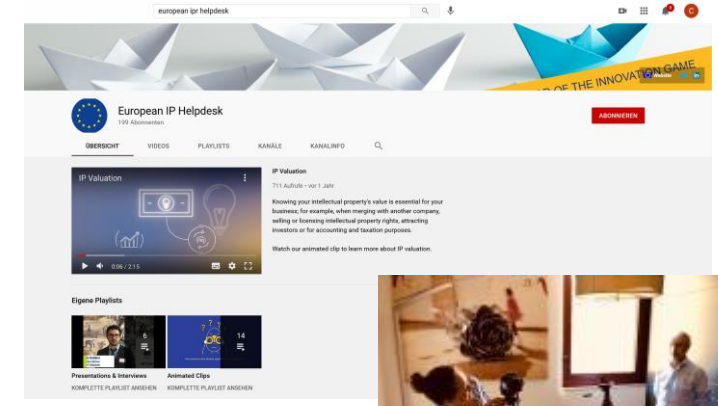 european ipr helpdesk
C
OF THE INNOVATION GAME
Website
European IP Helpdesk
199 Abonnenten
ABONNIEREN
ÜBERSICHT VIDEOS PLAYLISTS KANÄLE KANALINFO
IP Valuation
IP Valuation
711 Aufrufe • vor 1 Jahr
Knowing your intellectual property's value is essential for your
business; for example, when merging with another company,
selling or licensing intellectual property rights, attracting
investors or for accounting and taxation purposes.
Watch our animated clip to learn more about IP valuation.
0:06 / 2:15
Eigene Playlists
6
14
Presentations & Interviews
KOMPLETTE PLAYLIST ANSEHEN
Animated Clips
KOMPLETTE PLAYLIST ANSEHEN